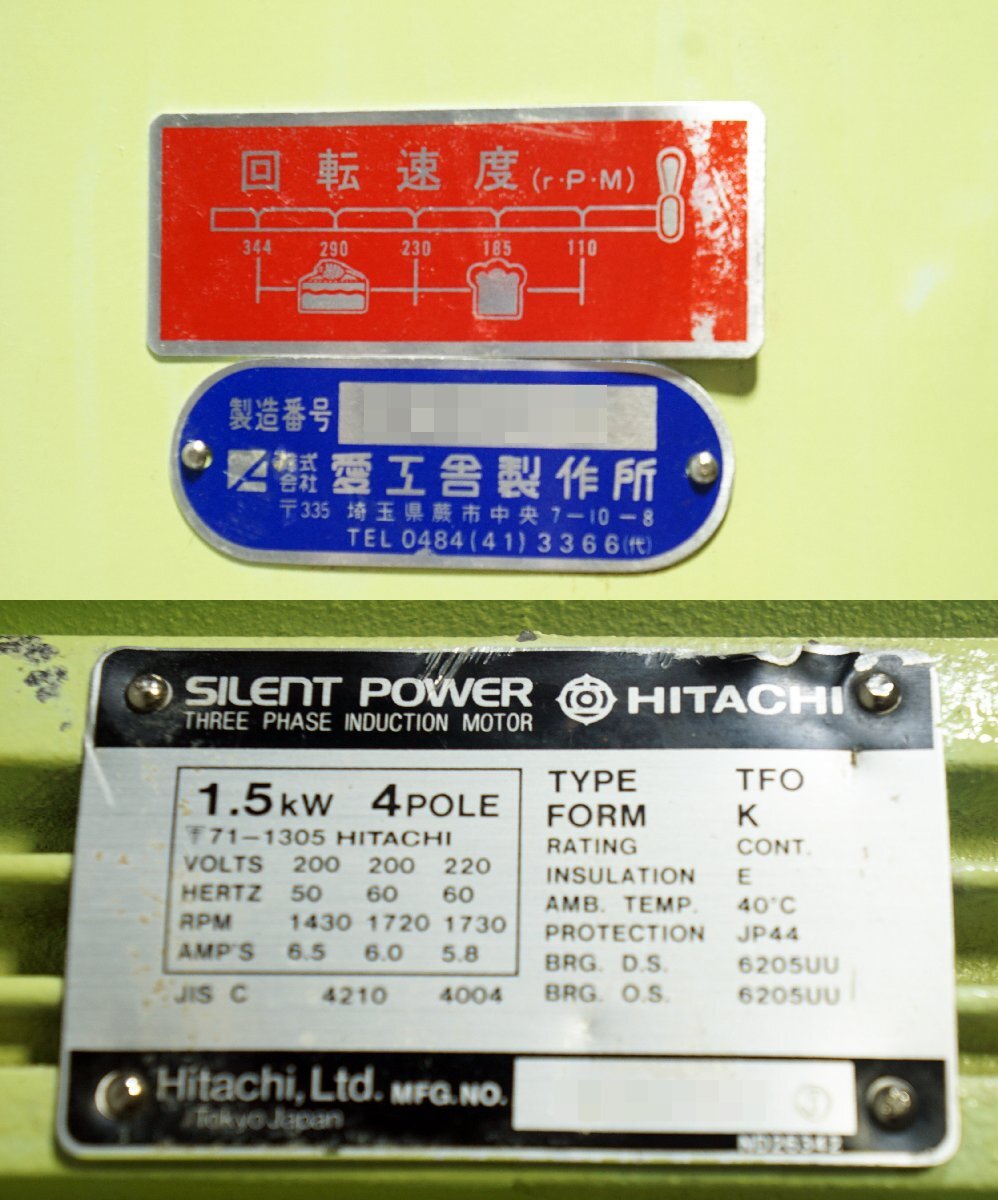 回転速度(r·P·M)
344 290 230 185 110
製造番号
株式会社 愛工舎製作所
〒335 埼玉県蕨市中央7-10-8
TEL 0484(41)3366(代)
SILENT POWER HITACHI
THREE PHASE INDUCTION MOTOR
1.5kW 4POLE
〒71-1305 HITACHI
VOLTS 200 200 220
HERTZ 50 60 60
RPM 1430 1720 1730
AMP'S 6.5 6.0 5.8
JIS C 4210 4004
TYPE TFO
FORM K
RATING CONT.
INSULATION E
AMB. TEMP. 40°C
PROTECTION JP44
BRG. D.S. 6205UU
BRG. O.S. 6205UU
Hitachi, Ltd. MFG.NO. J
Tokyo Japan
ND26342